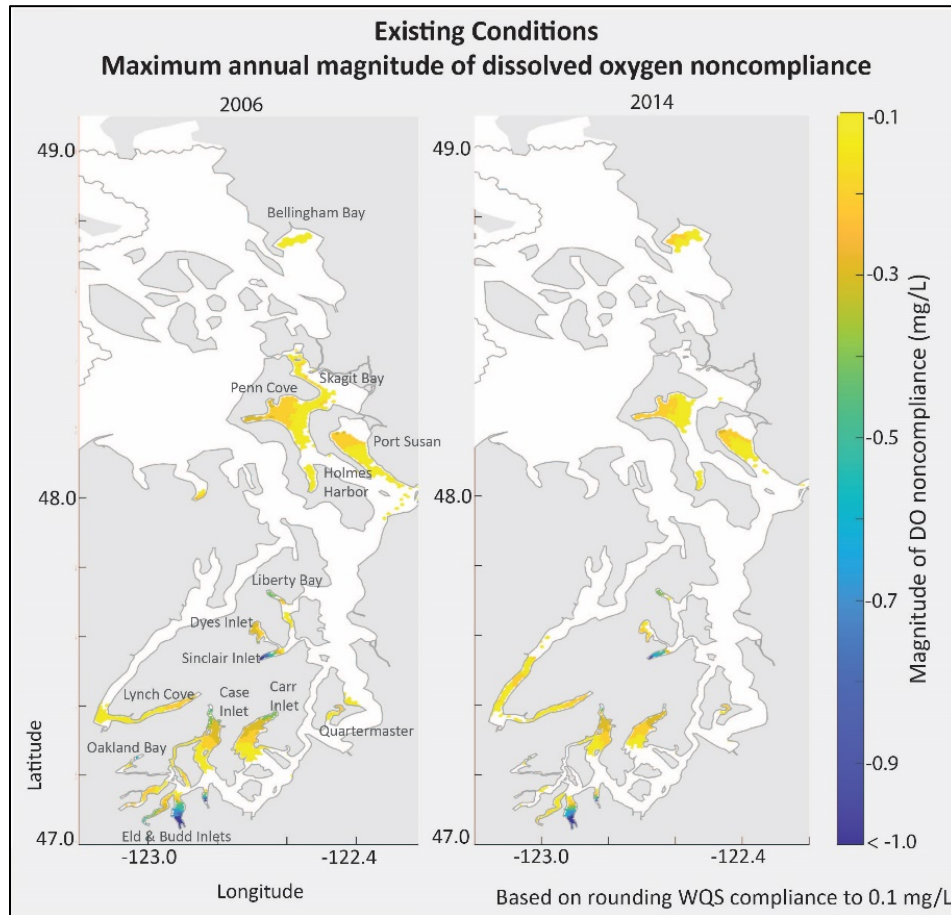 Existing Conditions
Maximum annual magnitude of dissolved oxygen noncompliance
2006
2014
49.0
Bellingham Bay
Penn Cove
Skagit Bay
Port Susan
Holmes
Harbor
48.0
Liberty Bay
Dyes Inlet
Sinclair Inlet
Lynch Cove
Case
Inlet
Carr
Inlet
Quartermaster
Oakland Bay
Eld & Budd Inlets
47.0
Latitude
-123.0
-122.4
Longitude
49.0
48.0
47.0
-123.0
-122.4
-0.1
-0.3
-0.5
-0.7
-0.9
< -1.0
Magnitude of DO noncompliance (mg/L)
Based on rounding WQS compliance to 0.1 mg/L